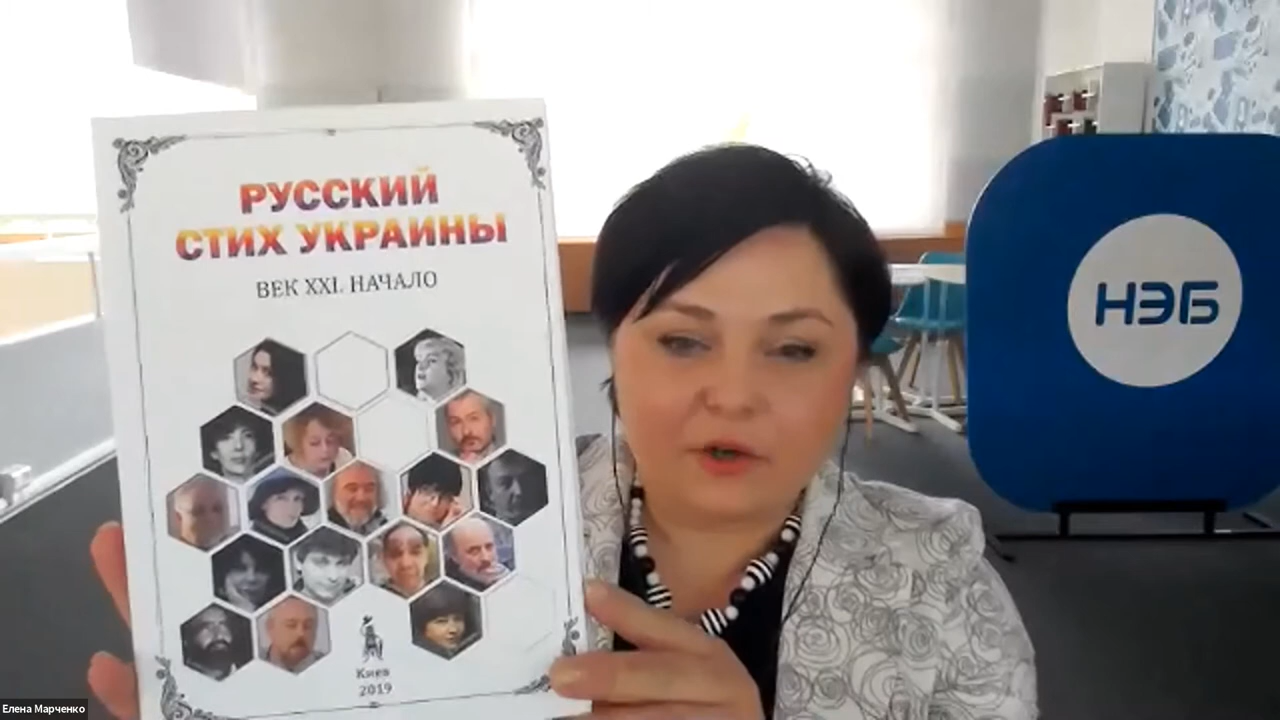 РУССКИЙ
СТИХ УКРАИНЫ
ВЕК XXI. НАЧАЛО
Киев
2019
НЭБ
Елена Марченко